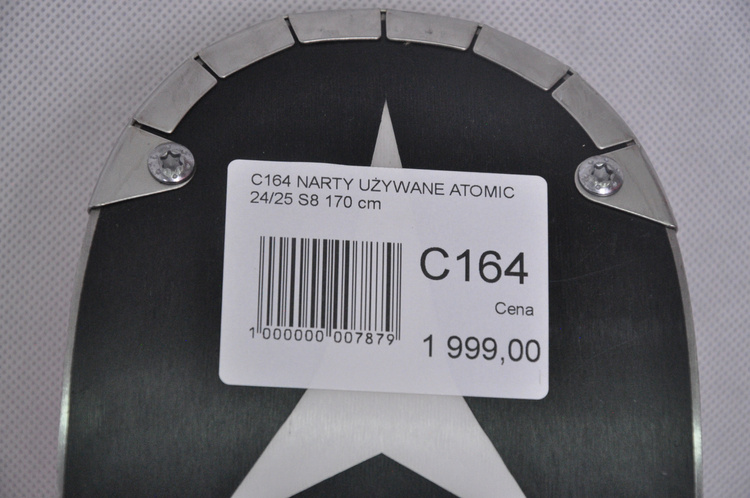 C164 NARTY UŻYWANE ATOMIC
24/25 S8 170 cm
C164
Cena
1 999,00
1 000000 007879